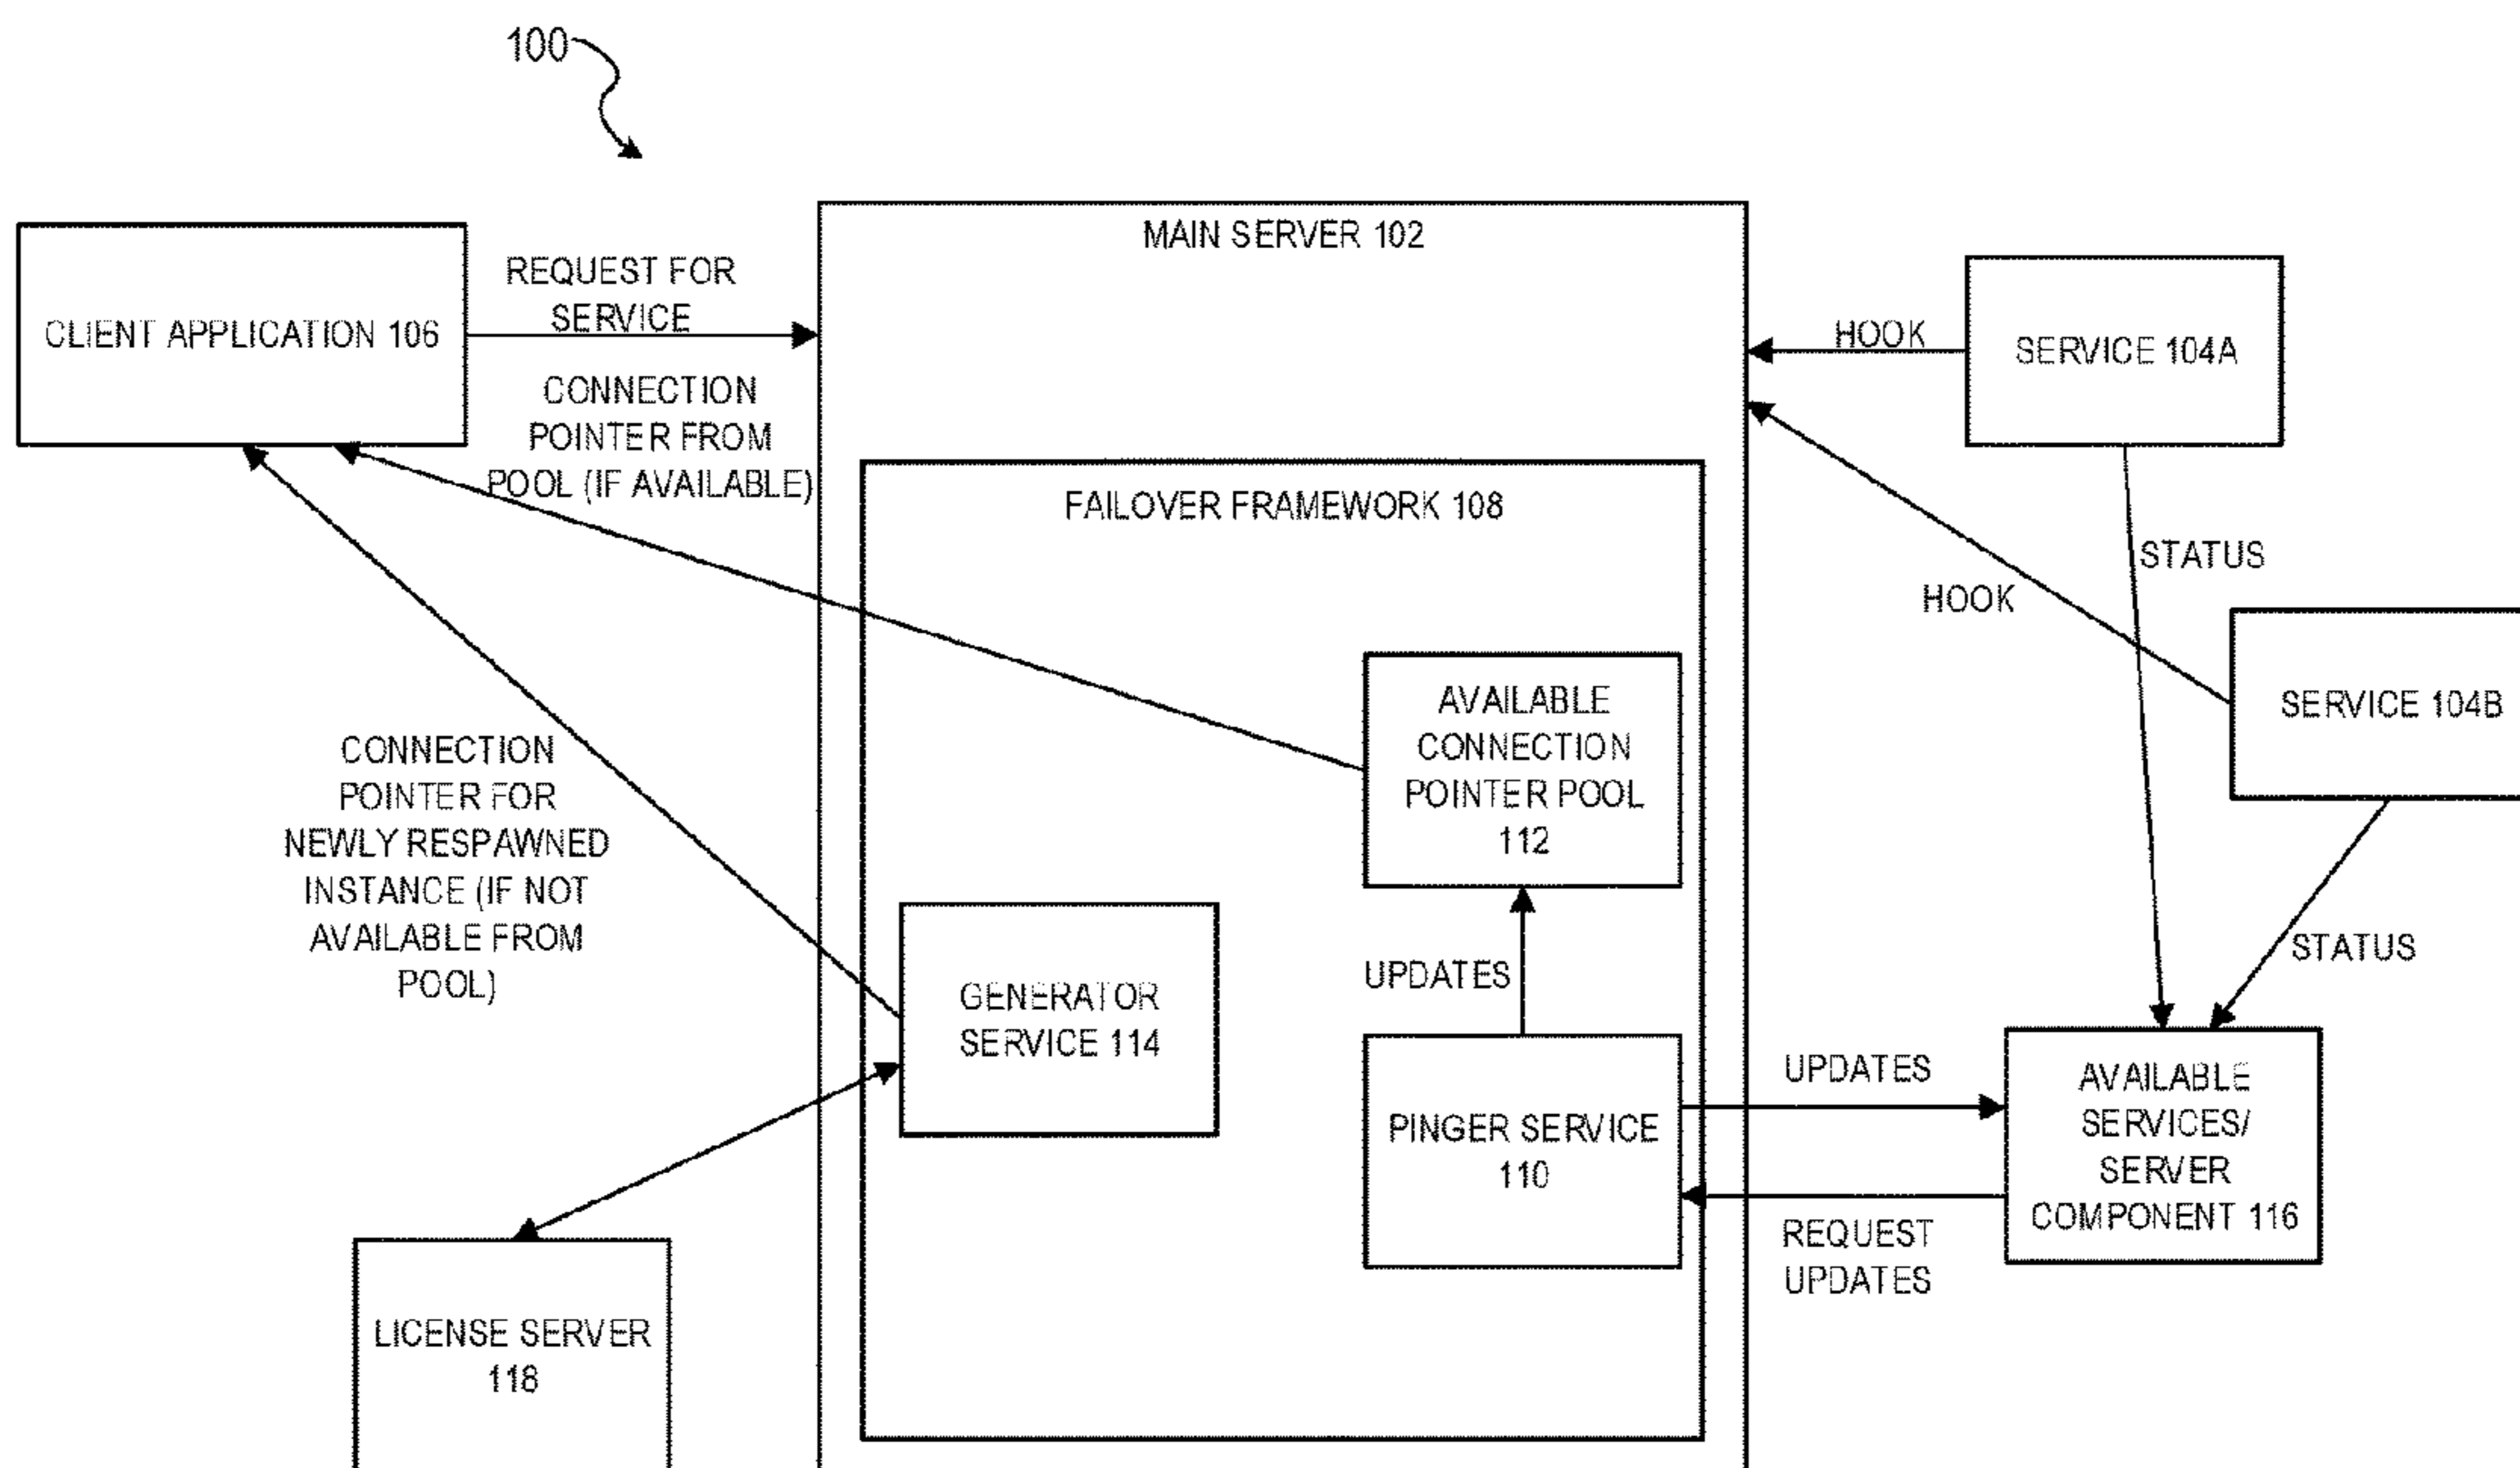 100
MAIN SERVER 102
CLIENT APPLICATION 106
REQUEST FOR
SERVICE
HOOK
SERVICE 104A
CONNECTION
POINTER FROM
POOL (IF AVAILABLE)
FAILOVER FRAMEWORK 108
STATUS
HOOK
SERVICE 104B
AVAILABLE
CONNECTION
POINTER POOL
112
CONNECTION
POINTER FOR
NEWLY RESPAWNED
INSTANCE (IF NOT
AVAILABLE FROM
POOL)
STATUS
UPDATES
GENERATOR
SERVICE 114
PINGER SERVICE
110
UPDATES
AVAILABLE
SERVICES/
SERVER
COMPONENT 116
REQUEST
UPDATES
LICENSE SERVER
118